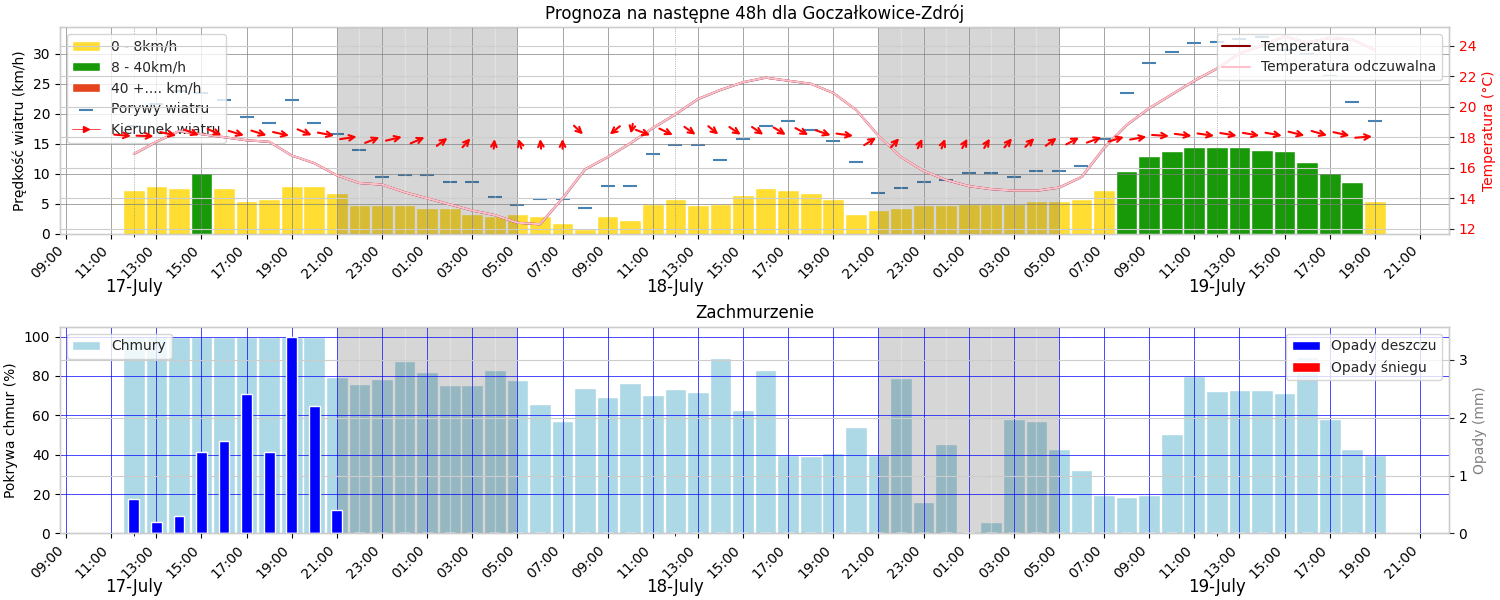 Prognoza na następne 48h dla Goczałkowice-Zdrój
Prędkość wiatru (km/h)
30
25
20
15
10
5
0
0 - 8km/h
8 - 40km/h
40 +.... km/h
Porywy wiatru
Kierunek wiatru
Temperatura
Temperatura odczuwalna
24
22
20
18
16
14
12
Temperatura (°C)
09:00 11:00 13:00 15:00 17:00 19:00 21:00 23:00 01:00 03:00 05:00 07:00 09:00 11:00 13:00 15:00 17:00 19:00 21:00 23:00 01:00 03:00 05:00 07:00 09:00 11:00 13:00 15:00 17:00 19:00 21:00
17-July 18-July 19-July
Zachmurzenie
Pokrywa chmur (%)
100
80
60
40
20
0
Chmury
Opady deszczu
Opady śniegu
3
2
1
0
Opady (mm)
09:00 11:00 13:00 15:00 17:00 19:00 21:00 23:00 01:00 03:00 05:00 07:00 09:00 11:00 13:00 15:00 17:00 19:00 21:00 23:00 01:00 03:00 05:00 07:00 09:00 11:00 13:00 15:00 17:00 19:00 21:00
17-July 18-July 19-July